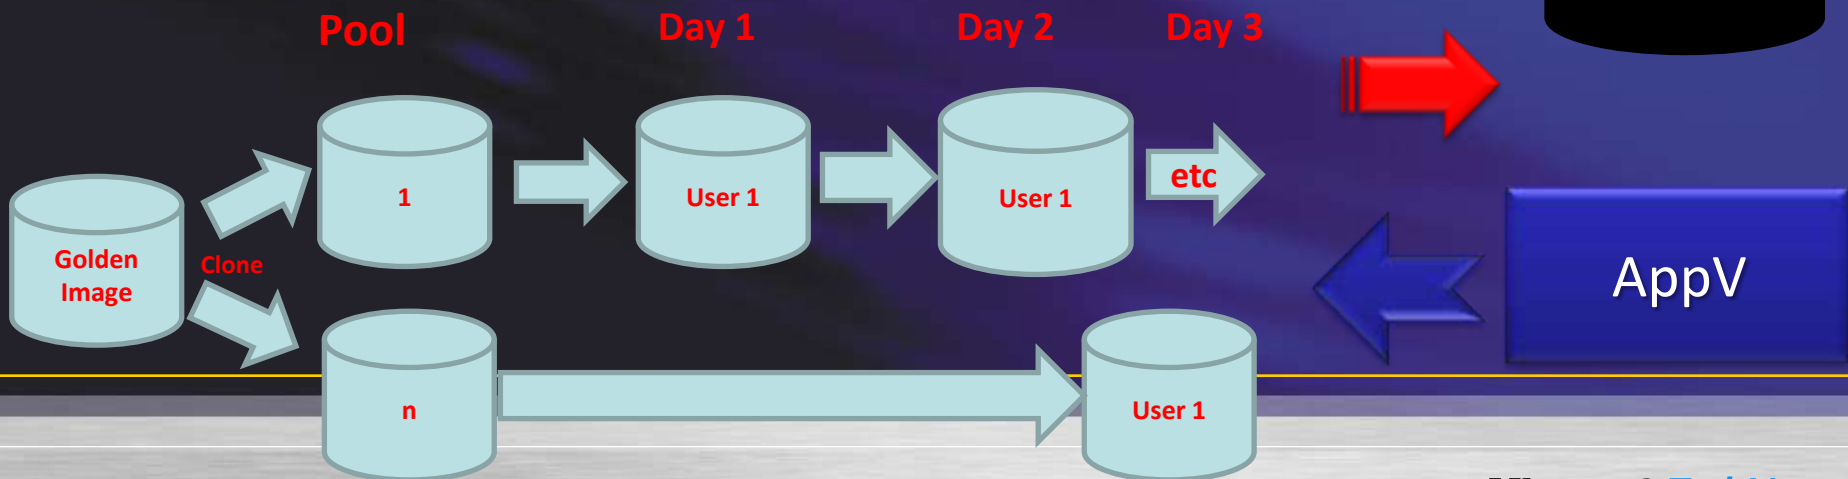 Pool
Day 1
Day 2
Day 3
1
User 1
User 1
etc
Golden
Image
Clone
AppV
n
User 1